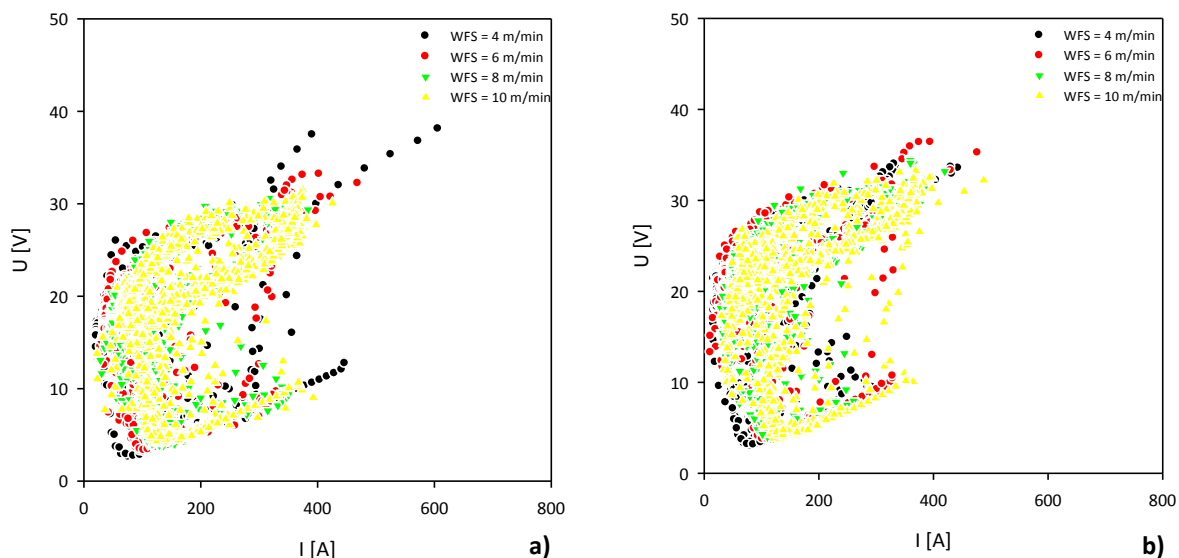 50
40
30
20
10
0
U [V]
WFS = 4 m/min
WFS = 6 m/min
WFS = 8 m/min
WFS = 10 m/min
0 200 400 600 800
I [A]
a)
50
40
30
20
10
0
U [V]
WFS = 4 m/min
WFS = 6 m/min
WFS = 8 m/min
WFS = 10 m/min
0 200 400 600 800
I [A]
b)